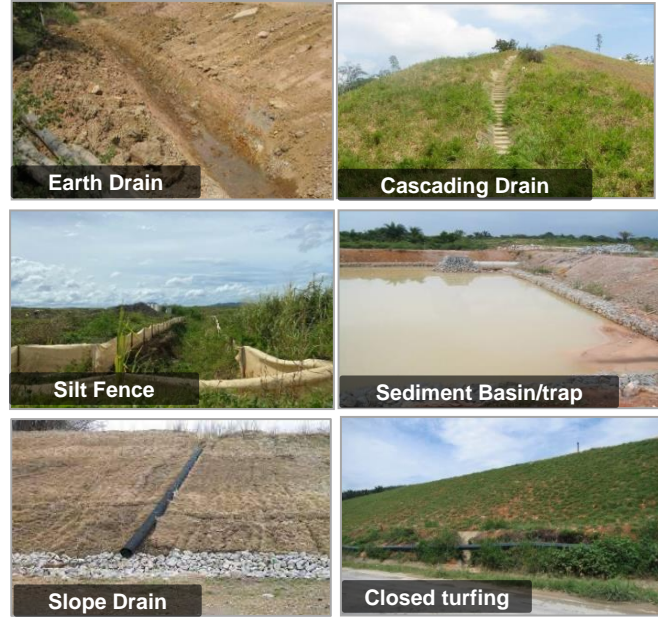 Earth Drain
Cascading Drain
Silt Fence
Sediment Basin/trap
Slope Drain
Closed turfing